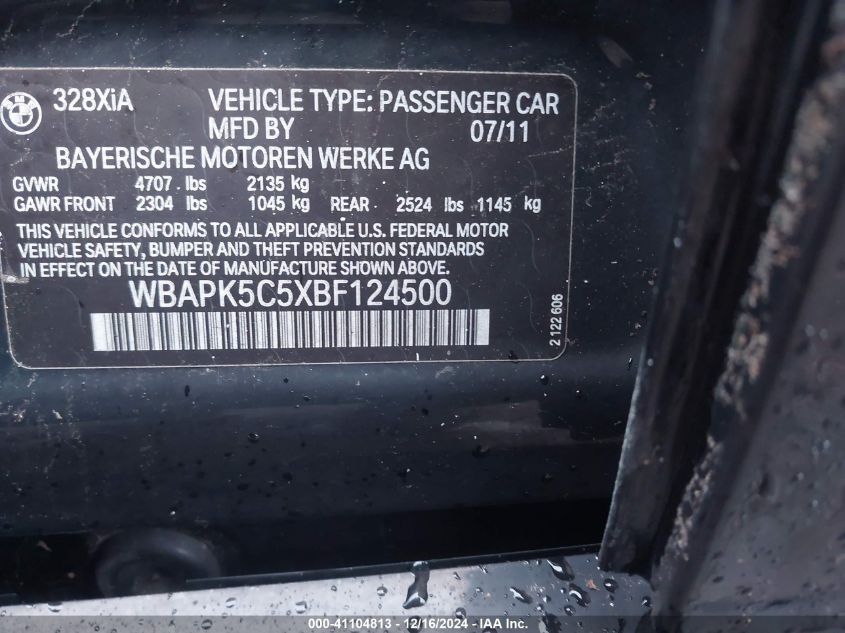 BMW
328XiA VEHICLE TYPE: PASSENGER CAR
MFD BY 07/11
BAYERISCHE MOTOREN WERKE AG
GVWR 4707 lbs 2135 kg
GAWR FRONT 2304 lbs 1045 kg REAR 2524 lbs 1145 kg
THIS VEHICLE CONFORMS TO ALL APPLICABLE U.S. FEDERAL MOTOR
VEHICLE SAFETY, BUMPER AND THEFT PREVENTION STANDARDS
IN EFFECT ON THE DATE OF MANUFACTURE SHOWN ABOVE.
WBAPK5C5XBF124500
2 122 606
000-41104813 - 12/16/2024 - IAA Inc.